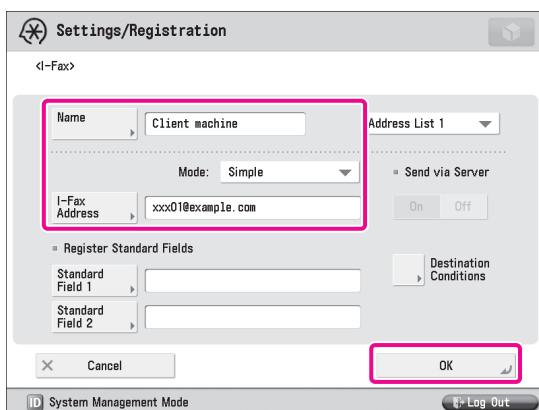 Settings/Registration
<I-Fax>
Name
Client machine
Address List 1
Mode: Simple
Send via Server
I-Fax
Address
xxx01@example.com
On Off
Register Standard Fields
Standard
Field 1
Destination
Conditions
Standard
Field 2
Cancel
OK
ID System Management Mode
Log Out